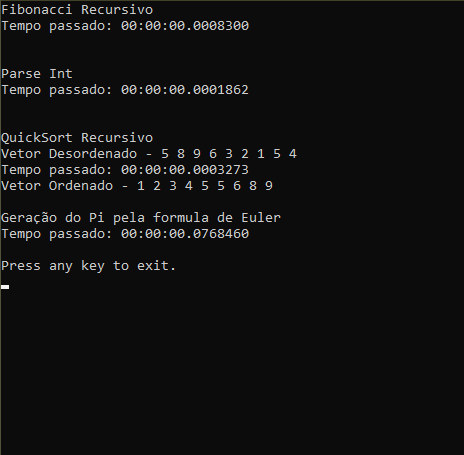 Fibonacci Recursivo
Tempo passado: 00:00:00.0008300
Parse Int
Tempo passado: 00:00:00.0001862
QuickSort Recursivo
Vetor Desordenado - 5 8 9 6 3 2 1 5 4
Tempo passado: 00:00:00.0003273
Vetor Ordenado - 1 2 3 4 5 5 6 8 9
Geração do Pi pela formula de Euler
Tempo passado: 00:00:00.0768460
Press any key to exit.